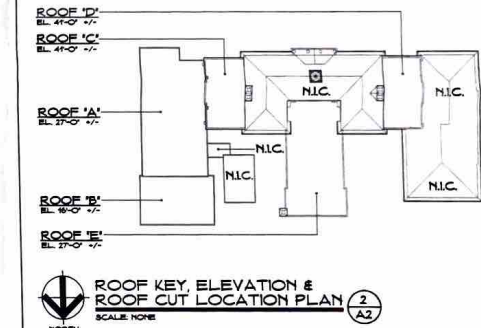 ROOF "D"
EL. 41'-0" +/-
ROOF "C"
EL. 41'-0" +/-
ROOF "A"
EL. 27'-0" +/-
ROOF "B"
EL. 16'-0" +/-
ROOF "E"
EL. 27'-0" +/-
N.I.C.
N.I.C.
N.I.C.
N.I.C.
N.I.C.
ROOF KEY, ELEVATION &
ROOF CUT LOCATION PLAN
SCALE: NONE
2
A2
NORTH